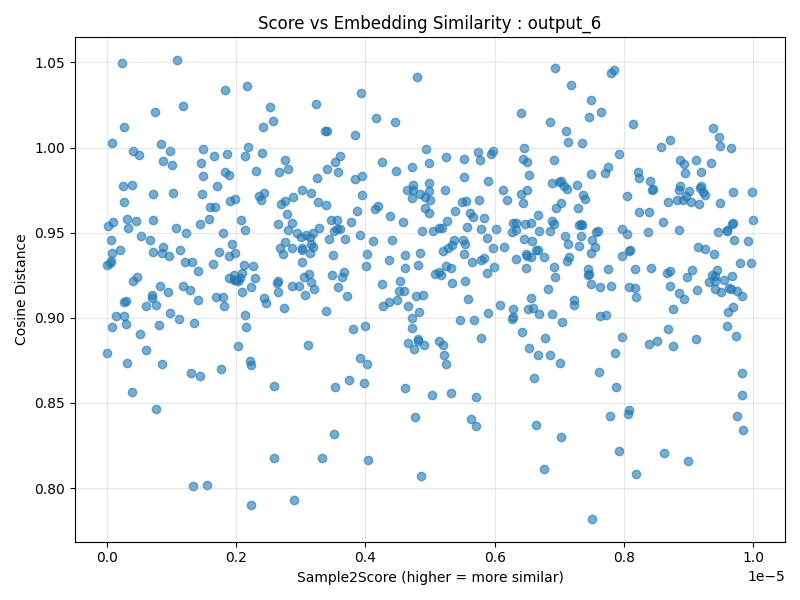 Score vs Embedding Similarity : output_6
Cosine Distance
1.05
1.00
0.95
0.90
0.85
0.80
0.0 0.2 0.4 0.6 0.8 1.0
1e−5
Sample2Score (higher = more similar)